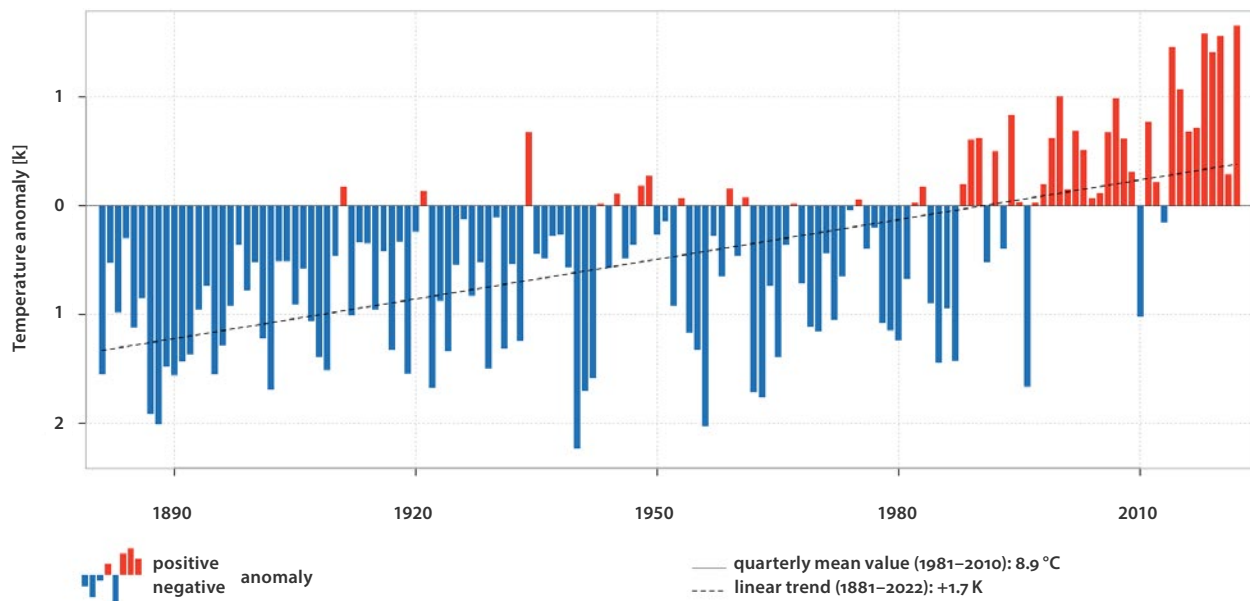 Temperature anomaly [k]
1
0
1
2
1890 1920 1950 1980 2010
positive
negative
anomaly
quarterly mean value (1981–2010): 8.9 °C
linear trend (1881–2022): +1.7 K